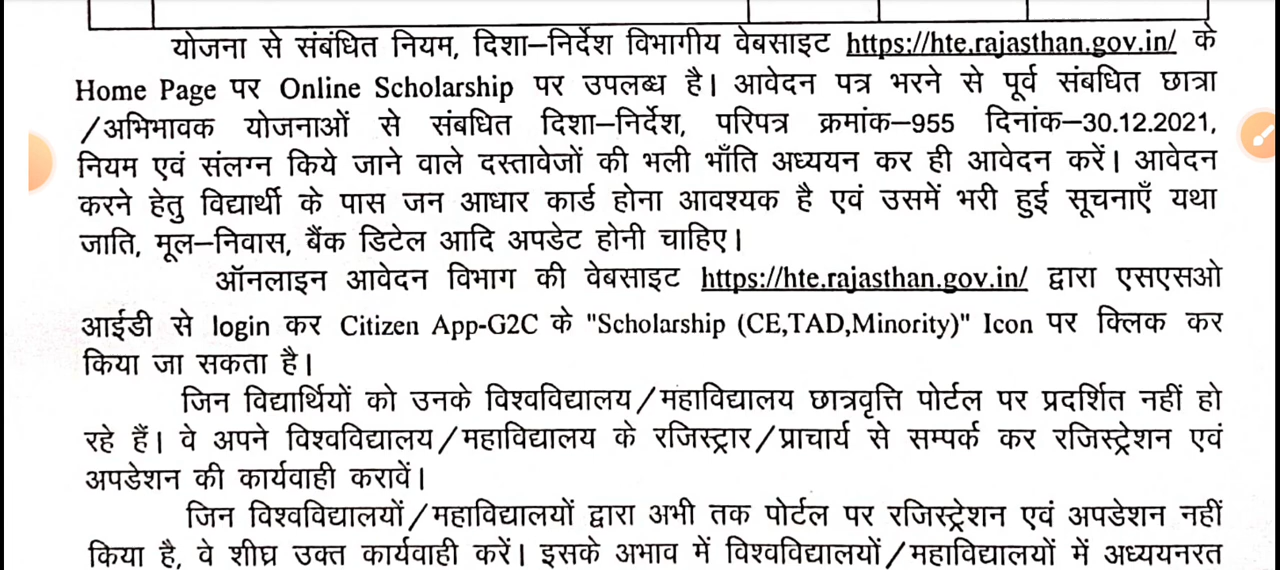 योजना से संबंधित नियम, दिशा–निर्देश विभागीय वेबसाइट https://hte.rajasthan.gov.in/ के
Home Page पर Online Scholarship पर उपलब्ध है। आवेदन पत्र भरने से पूर्व संबधित छात्रा
/अभिभावक योजनाओं से संबधित दिशा–निर्देश, परिपत्र क्रमांक–955 दिनांक–30.12.2021,
नियम एवं संलग्न किये जाने वाले दस्तावेजों की भली भाँति अध्ययन कर ही आवेदन करें। आवेदन
करने हेतु विद्यार्थी के पास जन आधार कार्ड होना आवश्यक है एवं उसमें भरी हुई सूचनाएँ यथा
जाति, मूल–निवास, बैंक डिटेल आदि अपडेट होनी चाहिए।
ऑनलाइन आवेदन विभाग की वेबसाइट https://hte.rajasthan.gov.in/ द्वारा एसएसओ
आईडी से login कर Citizen App-G2C के "Scholarship (CE,TAD,Minority)" Icon पर क्लिक कर
किया जा सकता है।
जिन विद्यार्थियों को उनके विश्वविद्यालय/महाविद्यालय छात्रवृत्ति पोर्टल पर प्रदर्शित नहीं हो
रहे हैं। वे अपने विश्वविद्यालय/महाविद्यालय के रजिस्ट्रार/प्राचार्य से सम्पर्क कर रजिस्ट्रेशन एवं
अपडेशन की कार्यवाही करावें।
जिन विश्वविद्यालयों/महाविद्यालयों द्वारा अभी तक पोर्टल पर रजिस्ट्रेशन एवं अपडेशन नहीं
किया है, वे शीघ्र उक्त कार्यवाही करें। इसके अभाव में विश्वविद्यालयों/महाविद्यालयों में अध्ययनरत